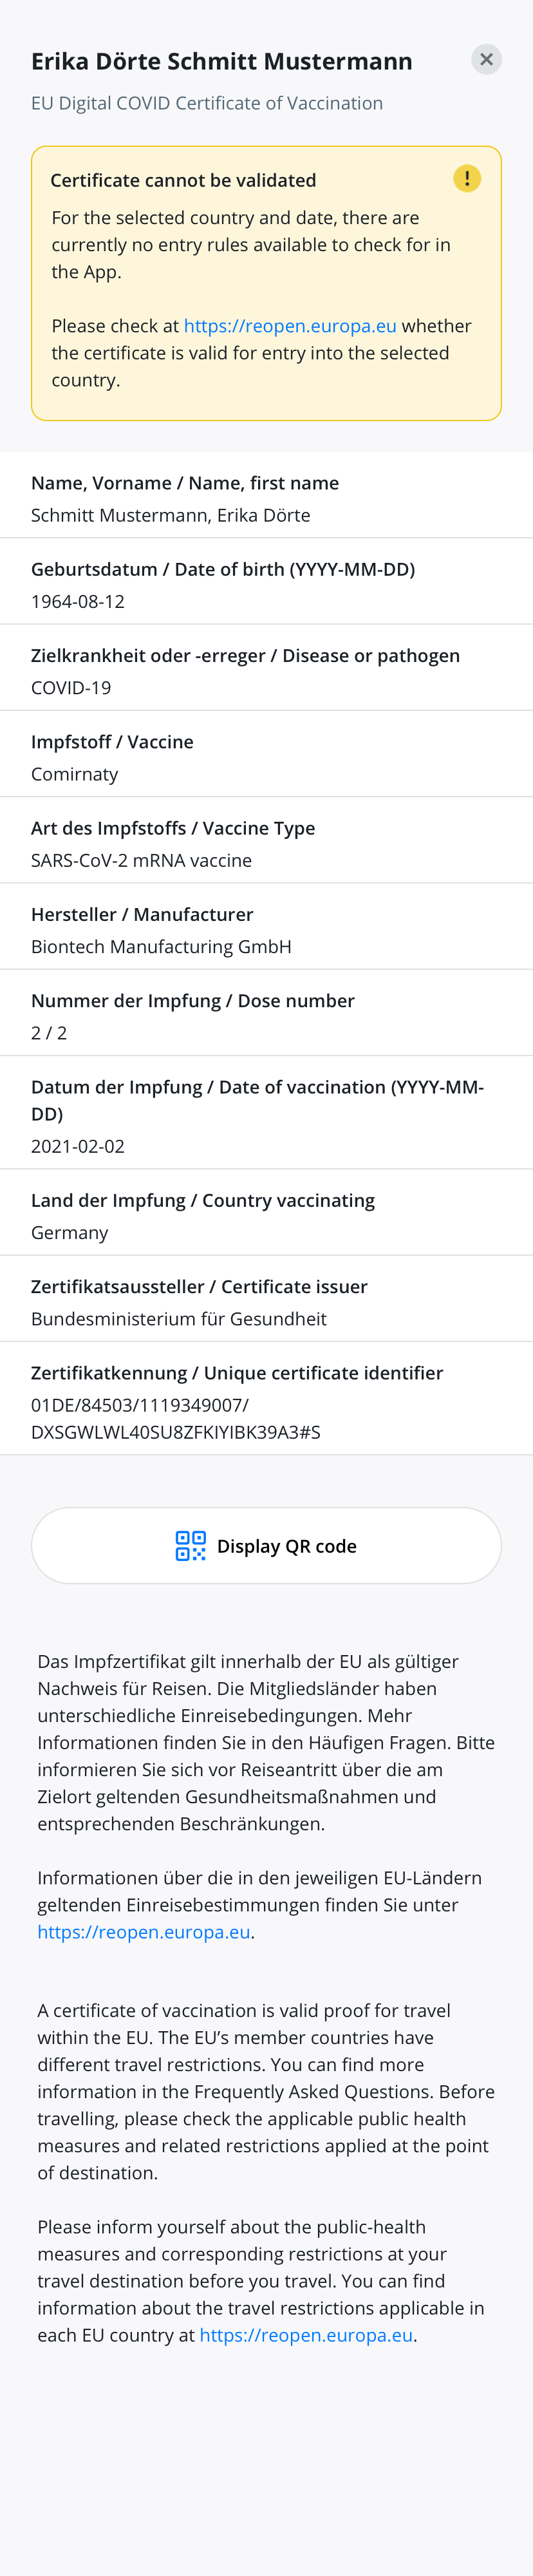 Erika Dörte Schmitt Mustermann
EU Digital COVID Certificate of Vaccination
Certificate cannot be validated
For the selected country and date, there are
currently no entry rules available to check for in
the App.
Please check at https://reopen.europa.eu whether
the certificate is valid for entry into the selected
country.
Name, Vorname / Name, first name
Schmitt Mustermann, Erika Dörte
Geburtsdatum / Date of birth (YYYY-MM-DD)
1964-08-12
Zielkrankheit oder -erreger / Disease or pathogen
COVID-19
Impfstoff / Vaccine
Comirnaty
Art des Impfstoffs / Vaccine Type
SARS-CoV-2 mRNA vaccine
Hersteller / Manufacturer
Biontech Manufacturing GmbH
Nummer der Impfung / Dose number
2 / 2
Datum der Impfung / Date of vaccination (YYYY-MM-
DD)
2021-02-02
Land der Impfung / Country vaccinating
Germany
Zertifikatsaussteller / Certificate issuer
Bundesministerium für Gesundheit
Zertifikatkennung / Unique certificate identifier
01DE/84503/1119349007/
DXSGWLWL40SU8ZFKIYIBK39A3#S
Display QR code
Das Impfzertifikat gilt innerhalb der EU als gültiger
Nachweis für Reisen. Die Mitgliedsländer haben
unterschiedliche Einreisebedingungen. Mehr
Informationen finden Sie in den Häufigen Fragen. Bitte
informieren Sie sich vor Reiseantritt über die am
Zielort geltenden Gesundheitsmaßnahmen und
entsprechenden Beschränkungen.
Informationen über die in den jeweiligen EU-Ländern
geltenden Einreisebestimmungen finden Sie unter
https://reopen.europa.eu.
A certificate of vaccination is valid proof for travel
within the EU. The EU’s member countries have
different travel restrictions. You can find more
information in the Frequently Asked Questions. Before
travelling, please check the applicable public health
measures and related restrictions applied at the point
of destination.
Please inform yourself about the public-health
measures and corresponding restrictions at your
travel destination before you travel. You can find
information about the travel restrictions applicable in
each EU country at https://reopen.europa.eu.